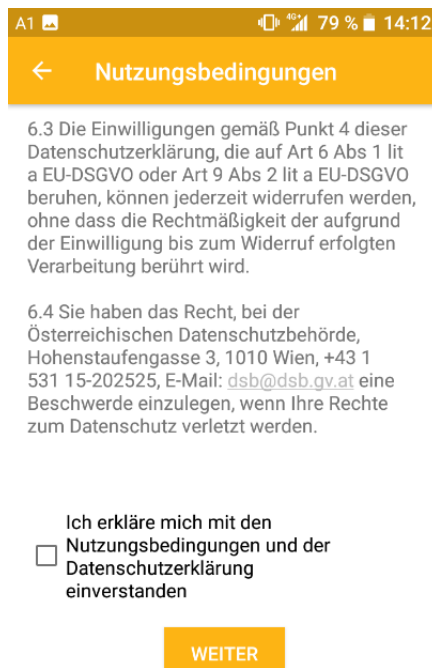 A1 4G 79 % 14:12
Nutzungsbedingungen
6.3 Die Einwilligungen gemäß Punkt 4 dieser
Datenschutzerklärung, die auf Art 6 Abs 1 lit
a EU-DSGVO oder Art 9 Abs 2 lit a EU-DSGVO
beruhen, können jederzeit widerrufen werden,
ohne dass die Rechtmäßigkeit der aufgrund
der Einwilligung bis zum Widerruf erfolgten
Verarbeitung berührt wird.
6.4 Sie haben das Recht, bei der
Österreichischen Datenschutzbehörde,
Hohenstaufengasse 3, 1010 Wien, +43 1
531 15-202525, E-Mail: dsb@dsb.gv.at eine
Beschwerde einzulegen, wenn Ihre Rechte
zum Datenschutz verletzt werden.
Ich erkläre mich mit den
Nutzungsbedingungen und der
Datenschutzerklärung
einverstanden
WEITER